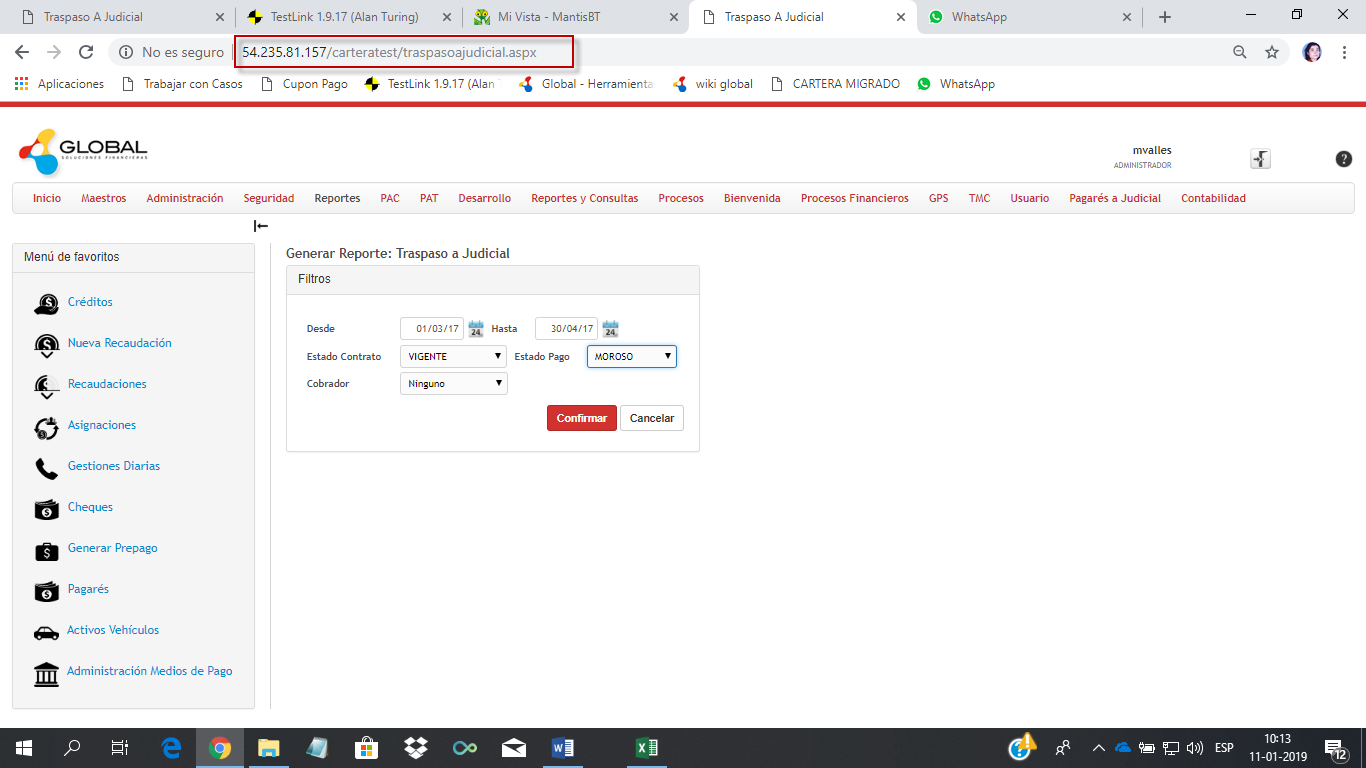 Traspaso A Judicial
TestLink 1.9.17 (Alan Turing)
Mi Vista - MantisBT
Traspaso A Judicial
WhatsApp
No es seguro
54.235.81.157/carteratest/traspasoajudicial.aspx
Aplicaciones
Trabajar con Casos
Cupon Pago
TestLink 1.9.17 (Alan
Global - Herramienta
wiki global
CARTERA MIGRADO
WhatsApp
GLOBAL
SOLUCIONES FINANCIERAS
mvalles
ADMINISTRADOR
?
Inicio Maestros Administración Seguridad Reportes PAC PAT Desarrollo Reportes y Consultas Procesos Bienvenida Procesos Financieros GPS TMC Usuario Pagarés a Judicial Contabilidad
Menú de favoritos
Créditos
Nueva Recaudación
Recaudaciones
Asignaciones
Gestiones Diarias
Cheques
Generar Prepago
Pagarés
Activos Vehículos
Administración Medios de Pago
Generar Reporte: Traspaso a Judicial
Filtros
Desde 01/03/17 24 Hasta 30/04/17 24
Estado Contrato VIGENTE Estado Pago MOROSO
Cobrador Ninguno
Confirmar Cancelar
ESP
10:13
11-01-2019
12